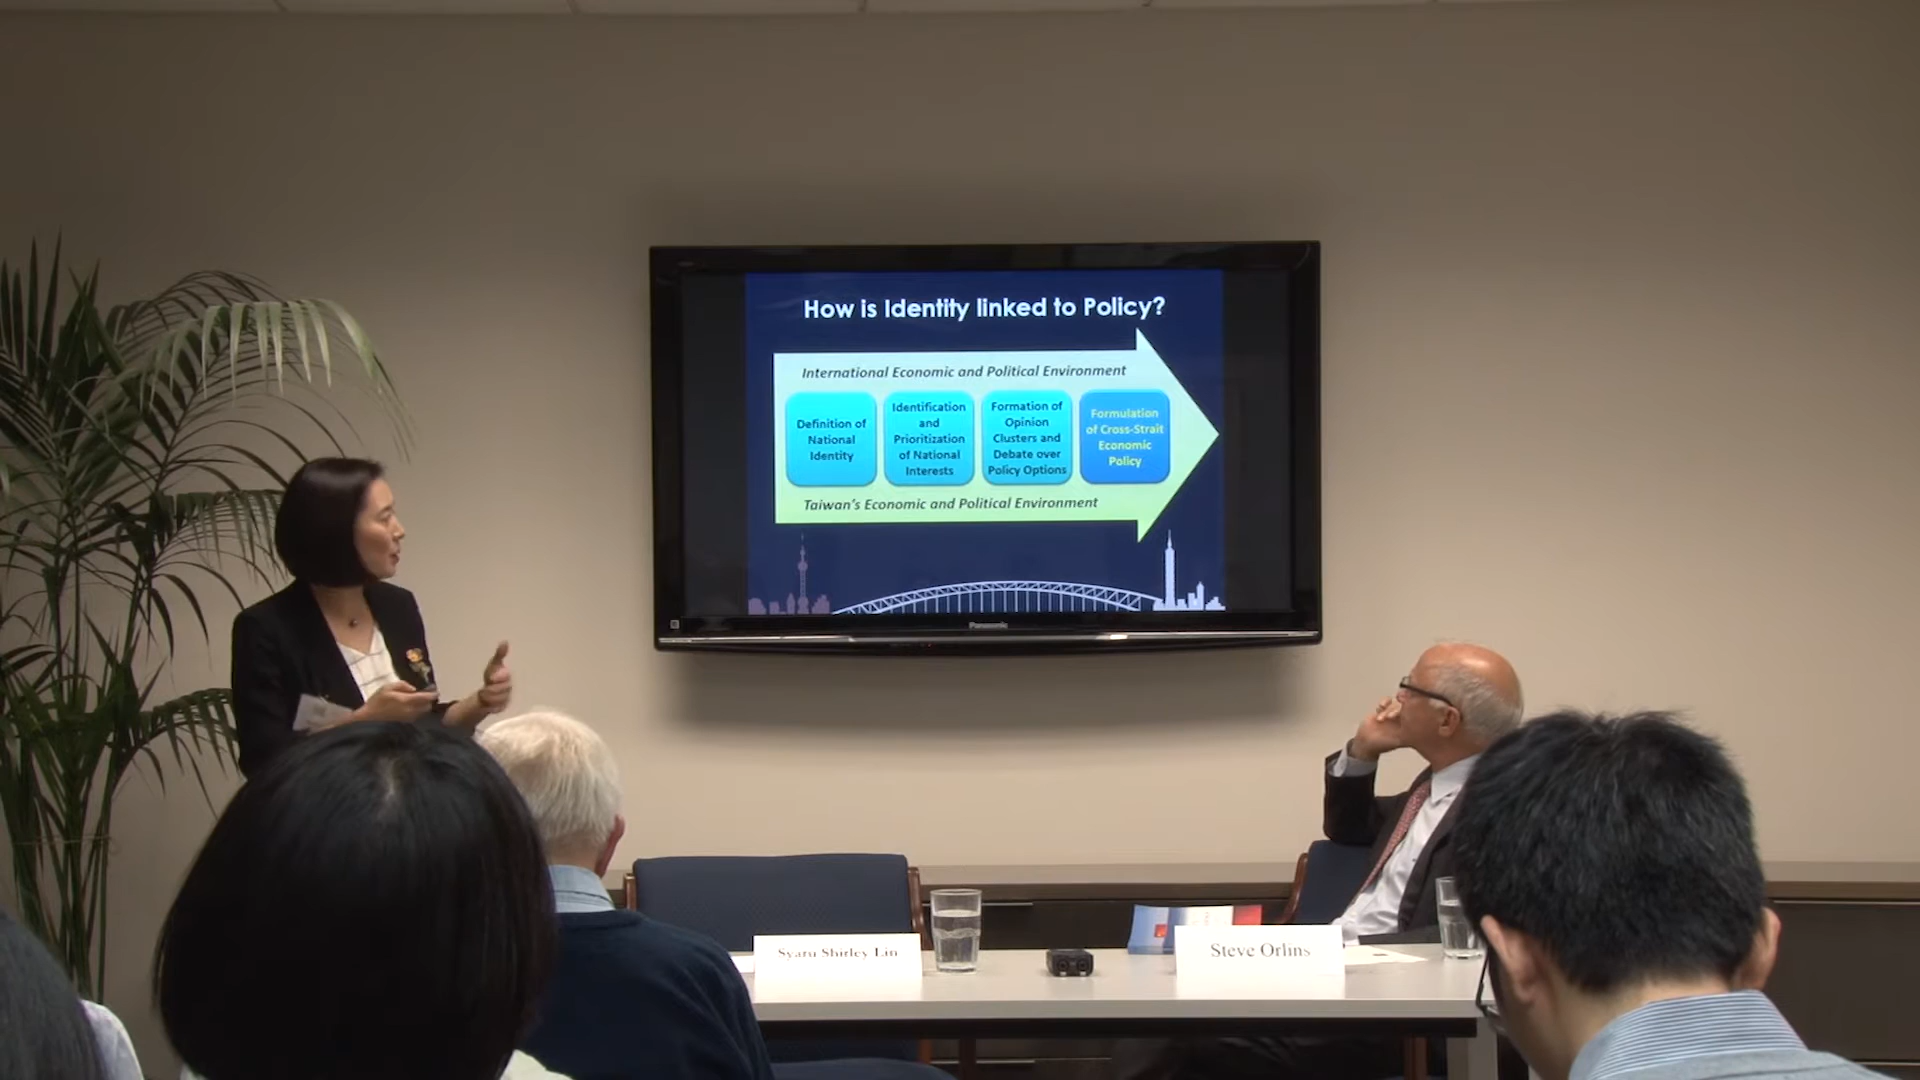 How is Identity linked to Policy?
International Economic and Political Environment
Definition of
National
Identity
Identification
and
Prioritization
of National
Interests
Formation of
Opinion
Clusters and
Debate over
Policy Options
Formulation
of Cross-Strait
Economic
Policy
Taiwan's Economic and Political Environment
Panasonic
Syaru Shirley Lin
Steve Orlins